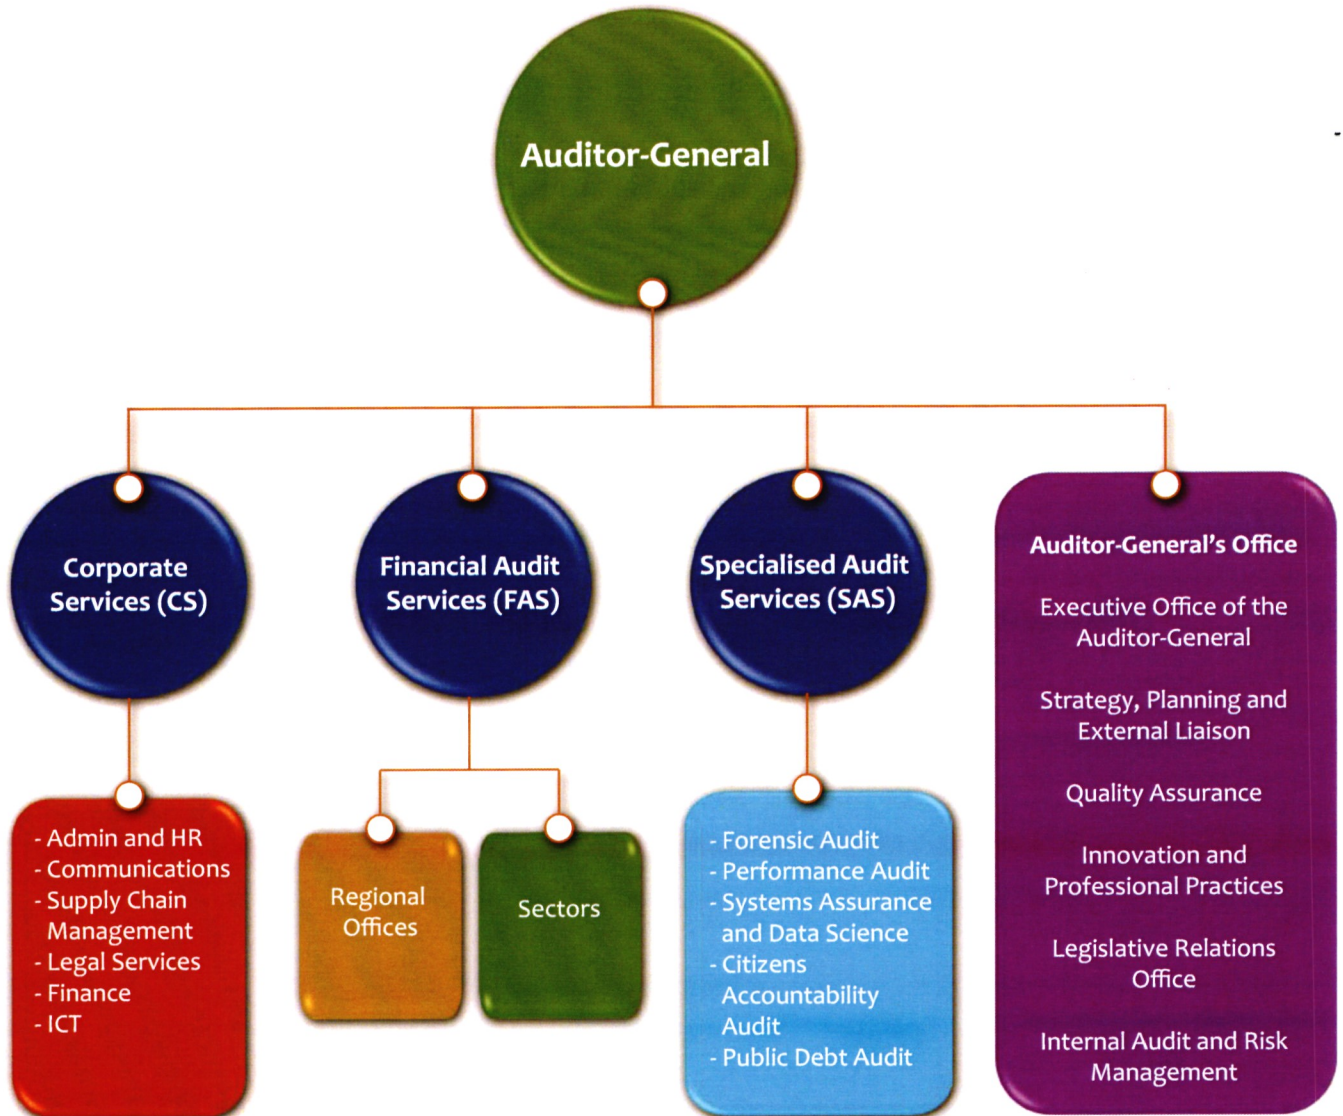 Auditor-General
Corporate
Services (CS)
Financial Audit
Services (FAS)
Specialised Audit
Services (SAS)
Auditor-General's Office
Executive Office of the
Auditor-General
Strategy, Planning and
External Liaison
Quality Assurance
Innovation and
Professional Practices
Legislative Relations
Office
Internal Audit and Risk
Management
- Admin and HR
- Communications
- Supply Chain
Management
- Legal Services
- Finance
- ICT
Regional
Offices
Sectors
- Forensic Audit
- Performance Audit
- Systems Assurance
and Data Science
- Citizens
Accountability
Audit
- Public Debt Audit